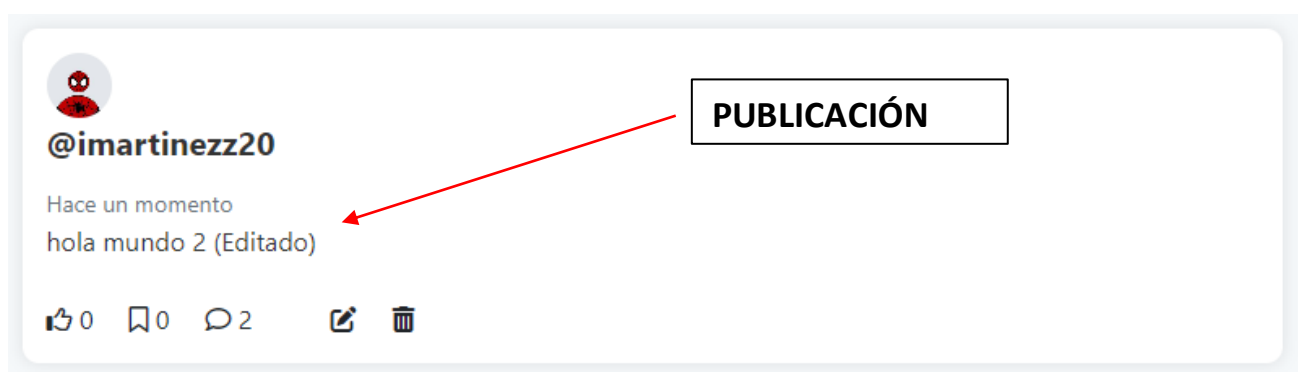 PUBLICACIÓN
@imartinezz20
Hace un momento
hola mundo 2 (Editado)
0 0 2